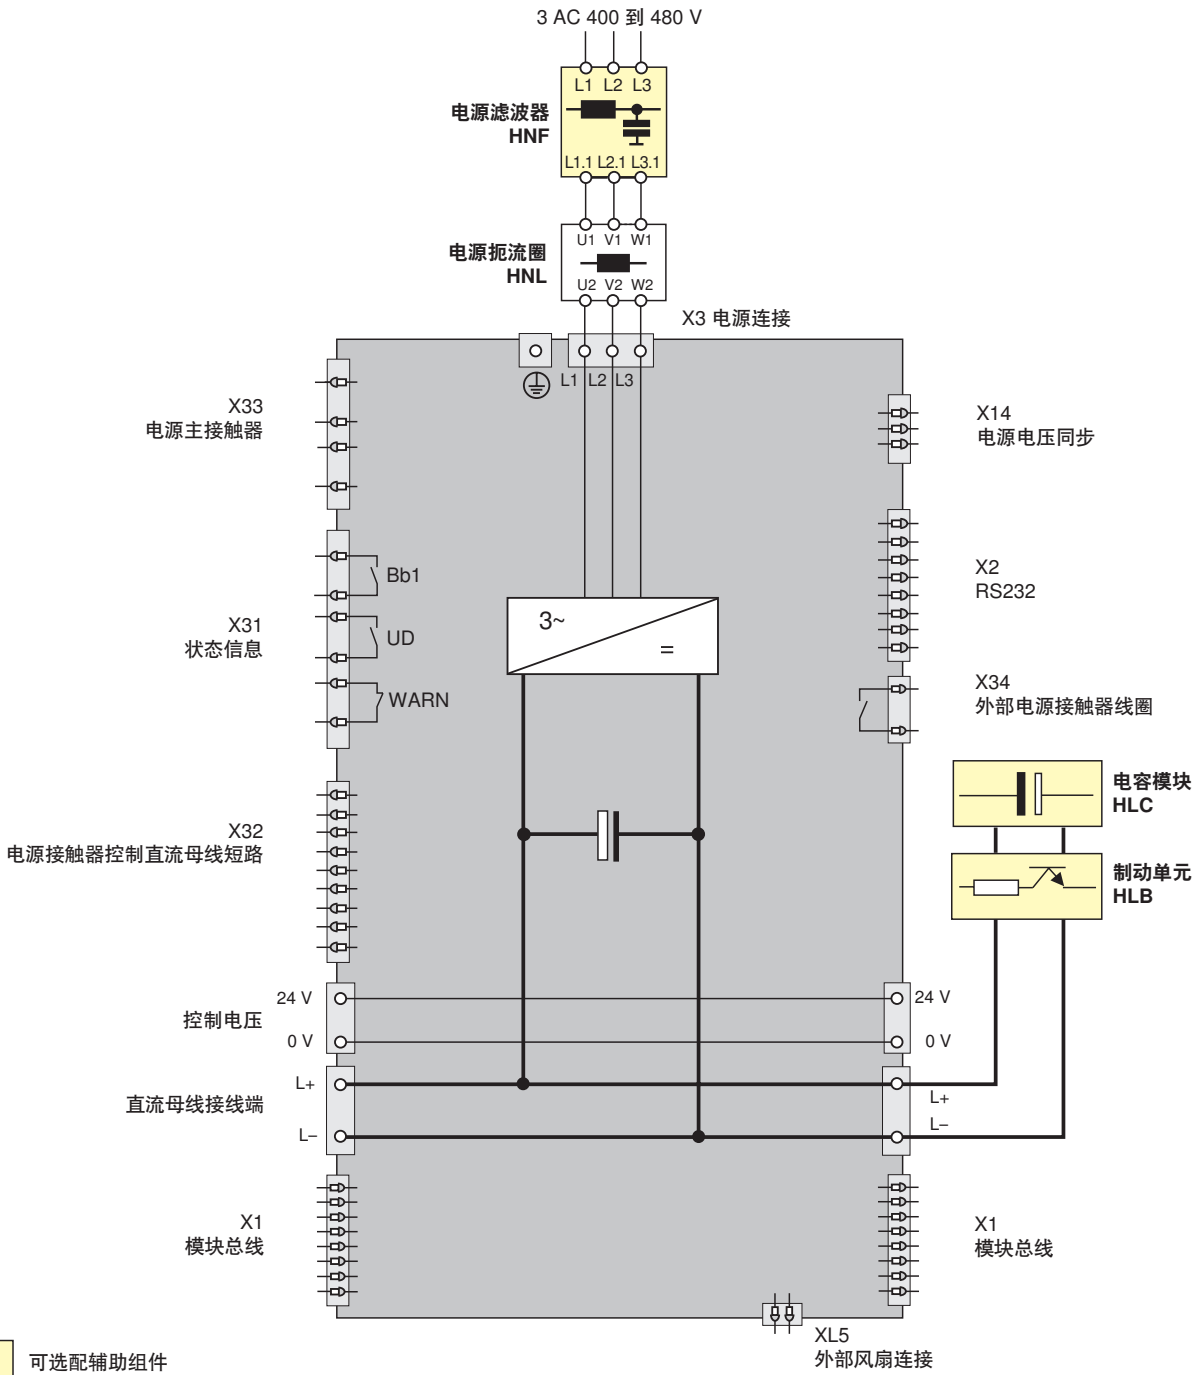 3 AC 400 到 480 V
L1 L2 L3
电源滤波器
HNF
L1.1 L2.1 L3.1
U1 V1 W1
电源扼流圈
HNL
U2 V2 W2
X3 电源连接
L1 L2 L3
X33
电源主接触器
X14
电源电压同步
Bb1
X2
RS232
X31
状态信息
UD
3~
=
WARN
X34
外部电源接触器线圈
电容模块
HLC
X32
电源接触器控制直流母线短路
制动单元
HLB
24 V
24 V
控制电压
0 V
0 V
L+
L+
直流母线接线端
L–
L–
X1
模块总线
X1
模块总线
XL5
外部风扇连接
可选配辅助组件